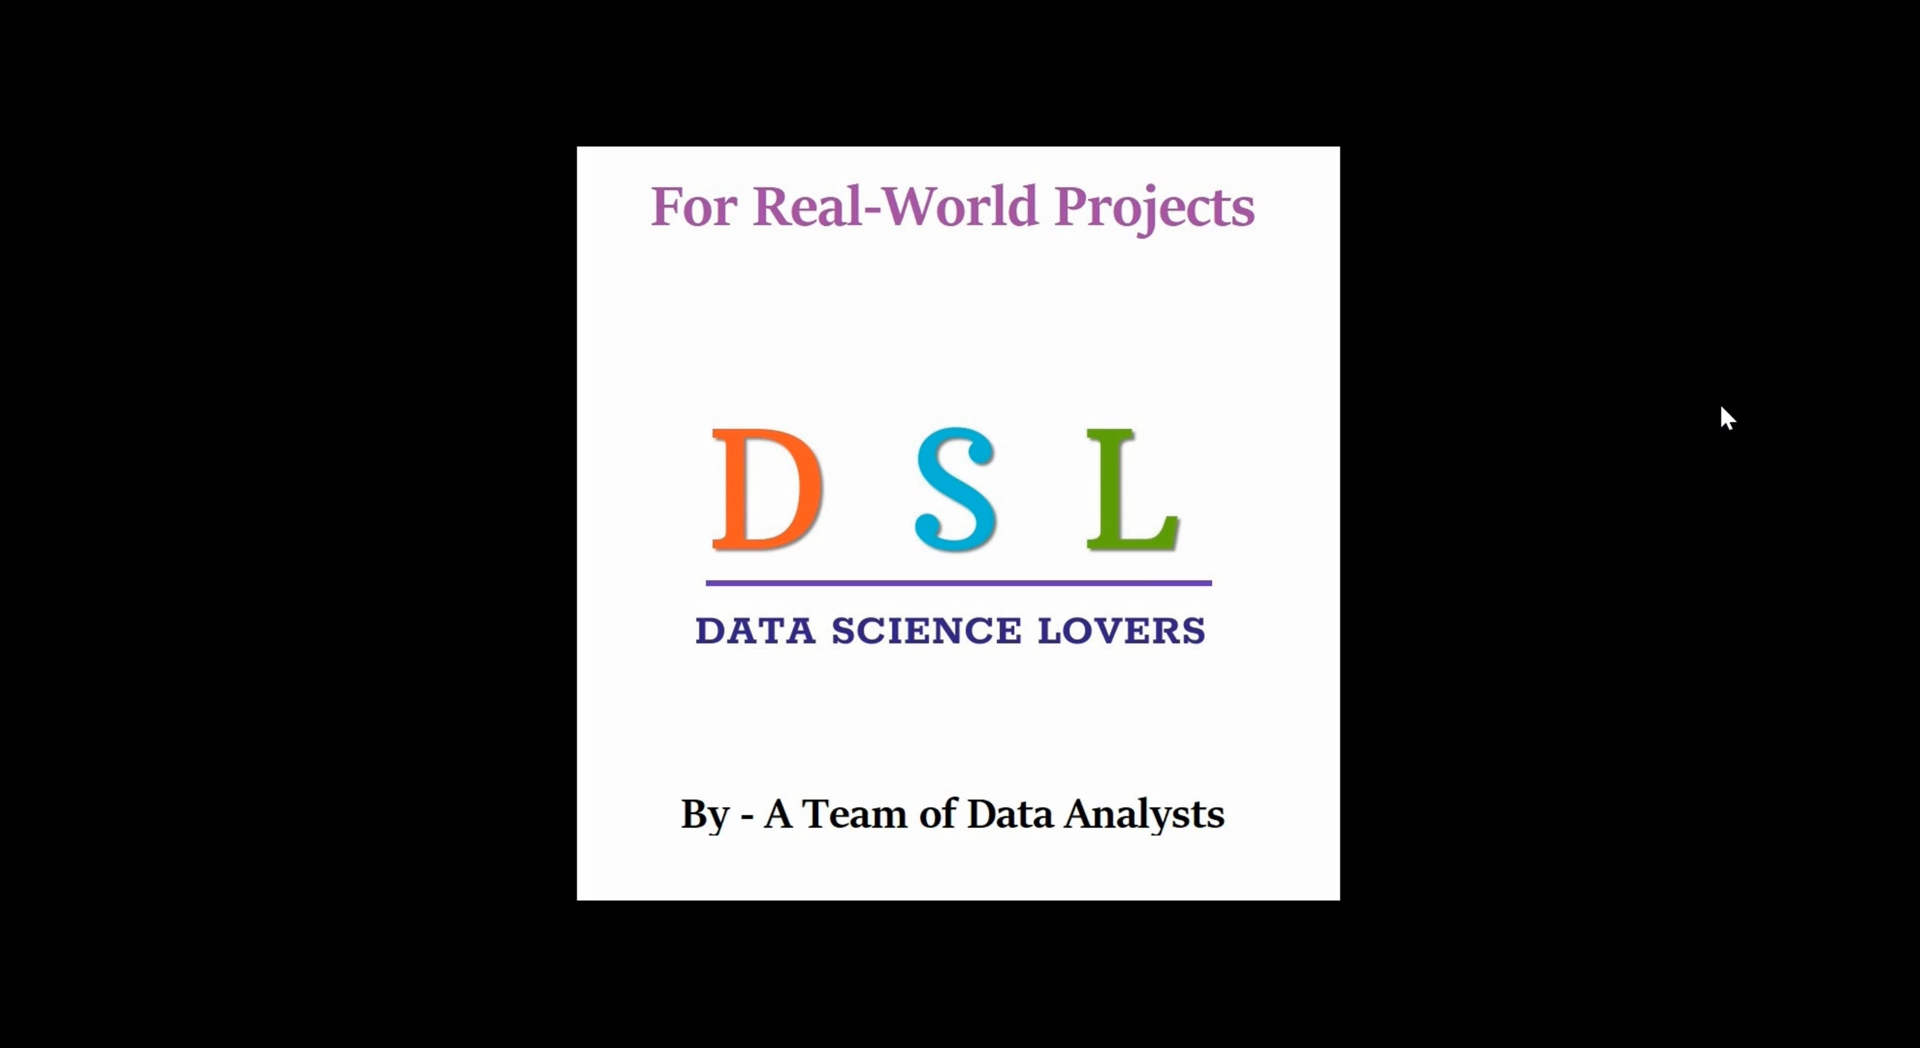 For Real-World Projects
D S L
DATA SCIENCE LOVERS
By - A Team of Data Analysts